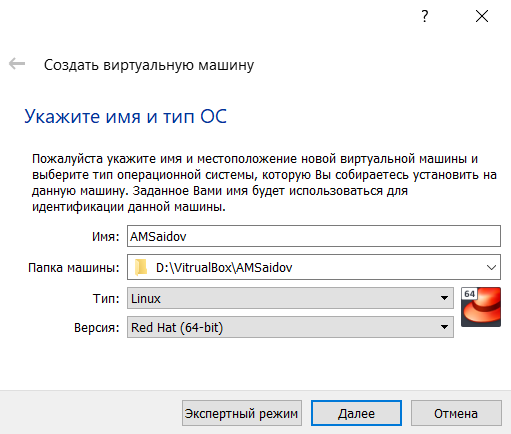 ?
Создать виртуальную машину
Укажите имя и тип ОС
Пожалуйста укажите имя и местоположение новой виртуальной машины и
выберите тип операционной системы, которую Вы собираетесь установить на
данную машину. Заданное Вами имя будет использоваться для
идентификации данной машины.
Имя: AMSaidov
Папка машины: D:\VitrualBox\AMSaidov
Тип: Linux
64
Версия: Red Hat (64-bit)
Экспертный режим Далее Отмена